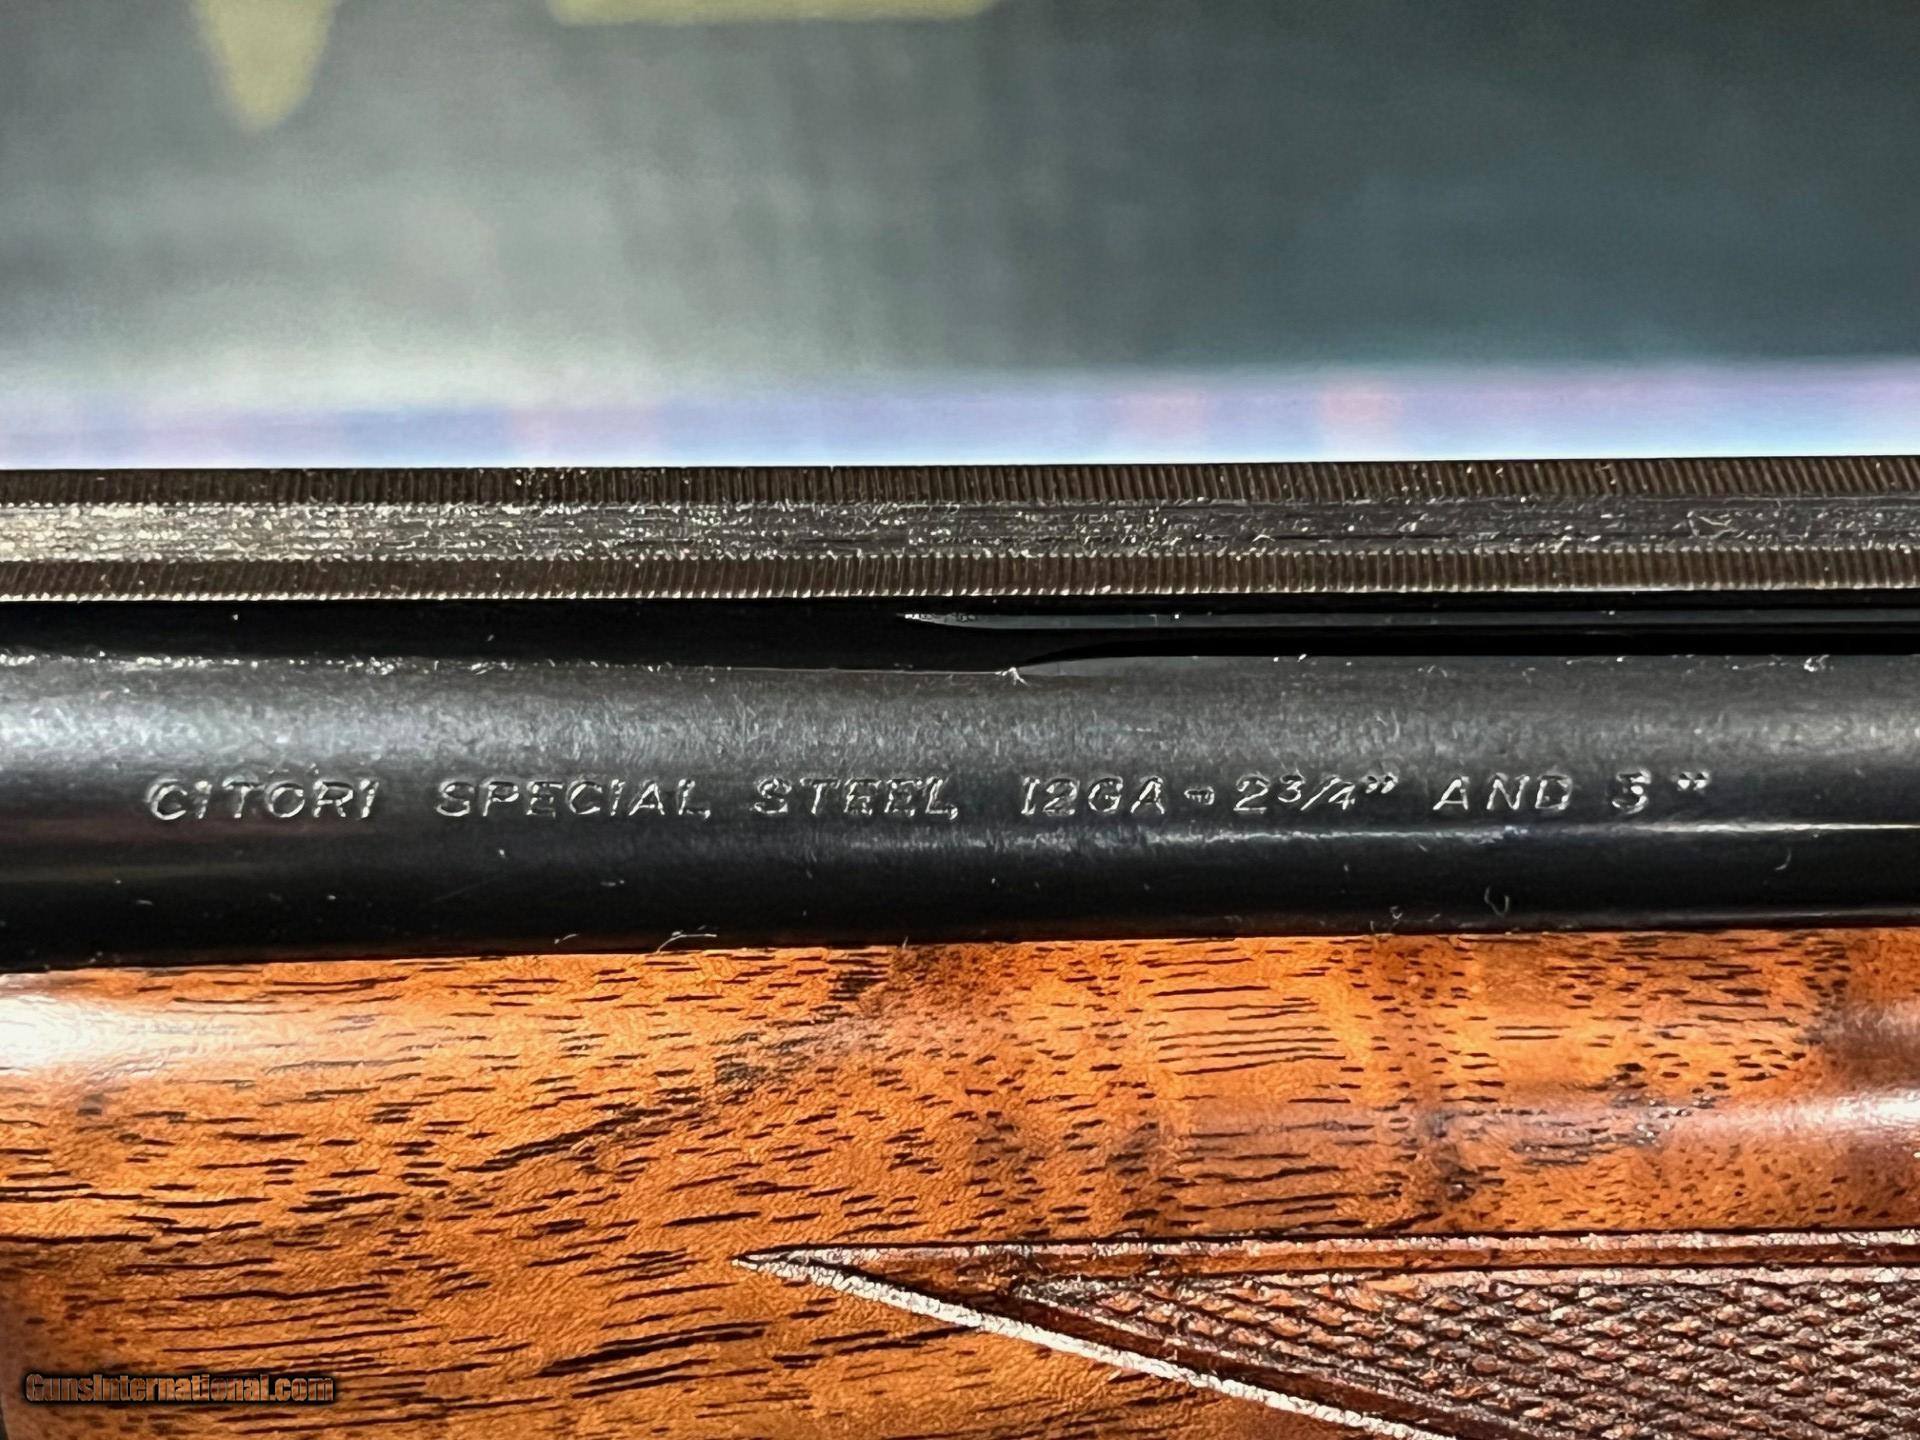 CITORI SPECIAL STEEL 12GA - 2 3/4" AND 3"
GunsInternational.com